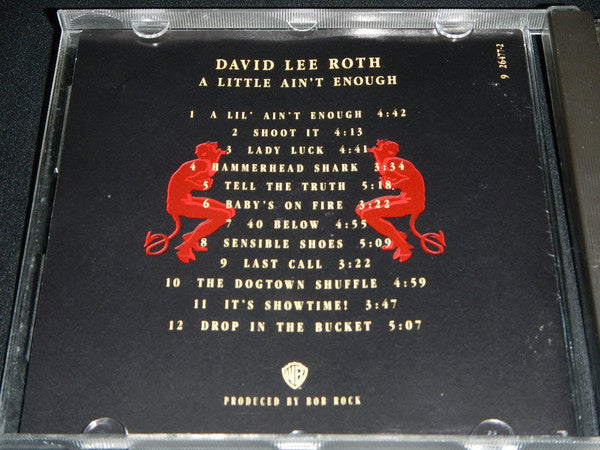 DAVID LEE ROTH
A LITTLE AIN'T ENOUGH
9 26477-2
1 A LIL' AIN'T ENOUGH 4:42
2 SHOOT IT 4:13
3 LADY LUCK 4:41
4 HAMMERHEAD SHARK 3:34
5 TELL THE TRUTH 5:18
6 BABY'S ON FIRE 3:22
7 40 BELOW 4:55
8 SENSIBLE SHOES 5:09
9 LAST CALL 3:22
10 THE DOGTOWN SHUFFLE 4:59
11 IT'S SHOWTIME! 3:47
12 DROP IN THE BUCKET 5:07
WB
PRODUCED BY BOB ROCK